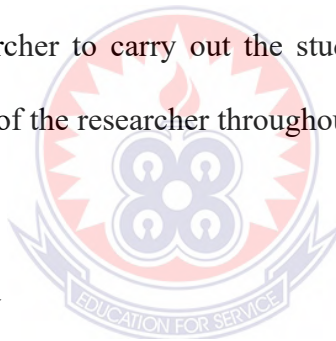 rcher to carry out the stud
of the researcher throughou
EDUCATION FOR SERVICE